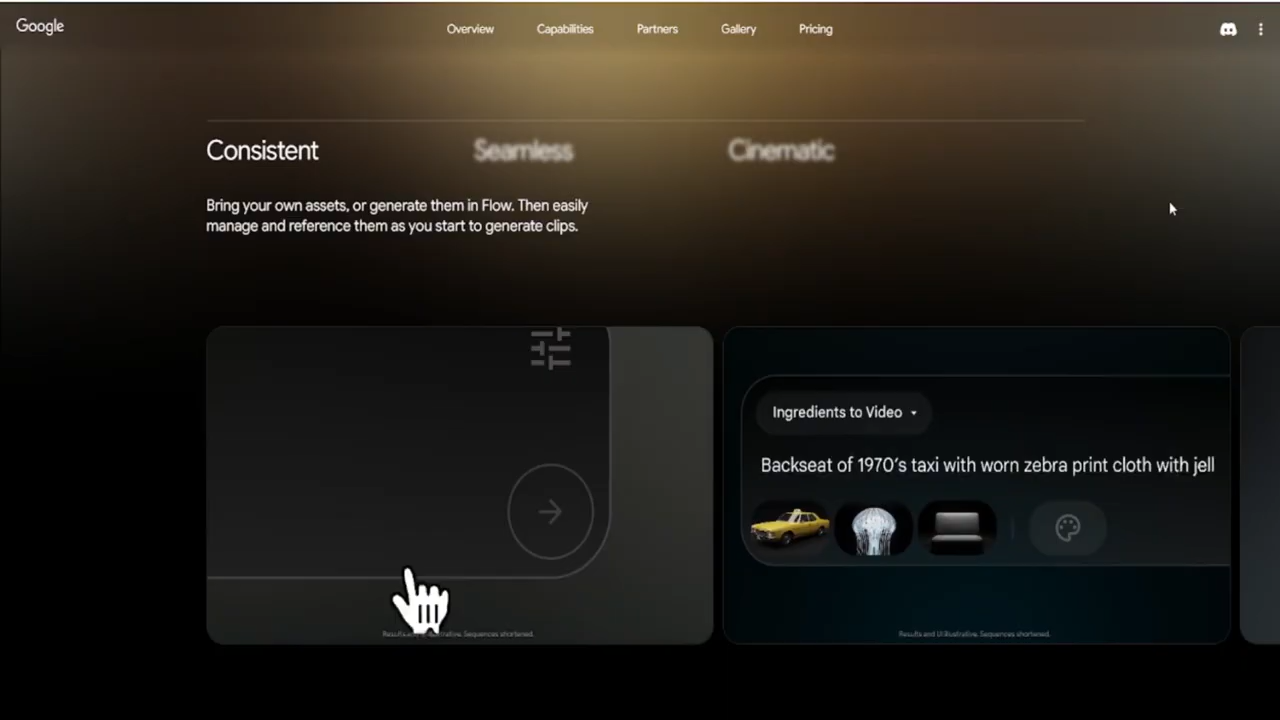 Google
Overview
Capabilities
Partners
Gallery
Pricing
Consistent
Seamless
Cinematic
Bring your own assets, or generate them in Flow. Then easily
manage and reference them as you start to generate clips.
Ingredients to Video
Backseat of 1970's taxi with worn zebra print cloth with jell
Sequences shortened.
Results and UI illustrative. Sequences shortened.